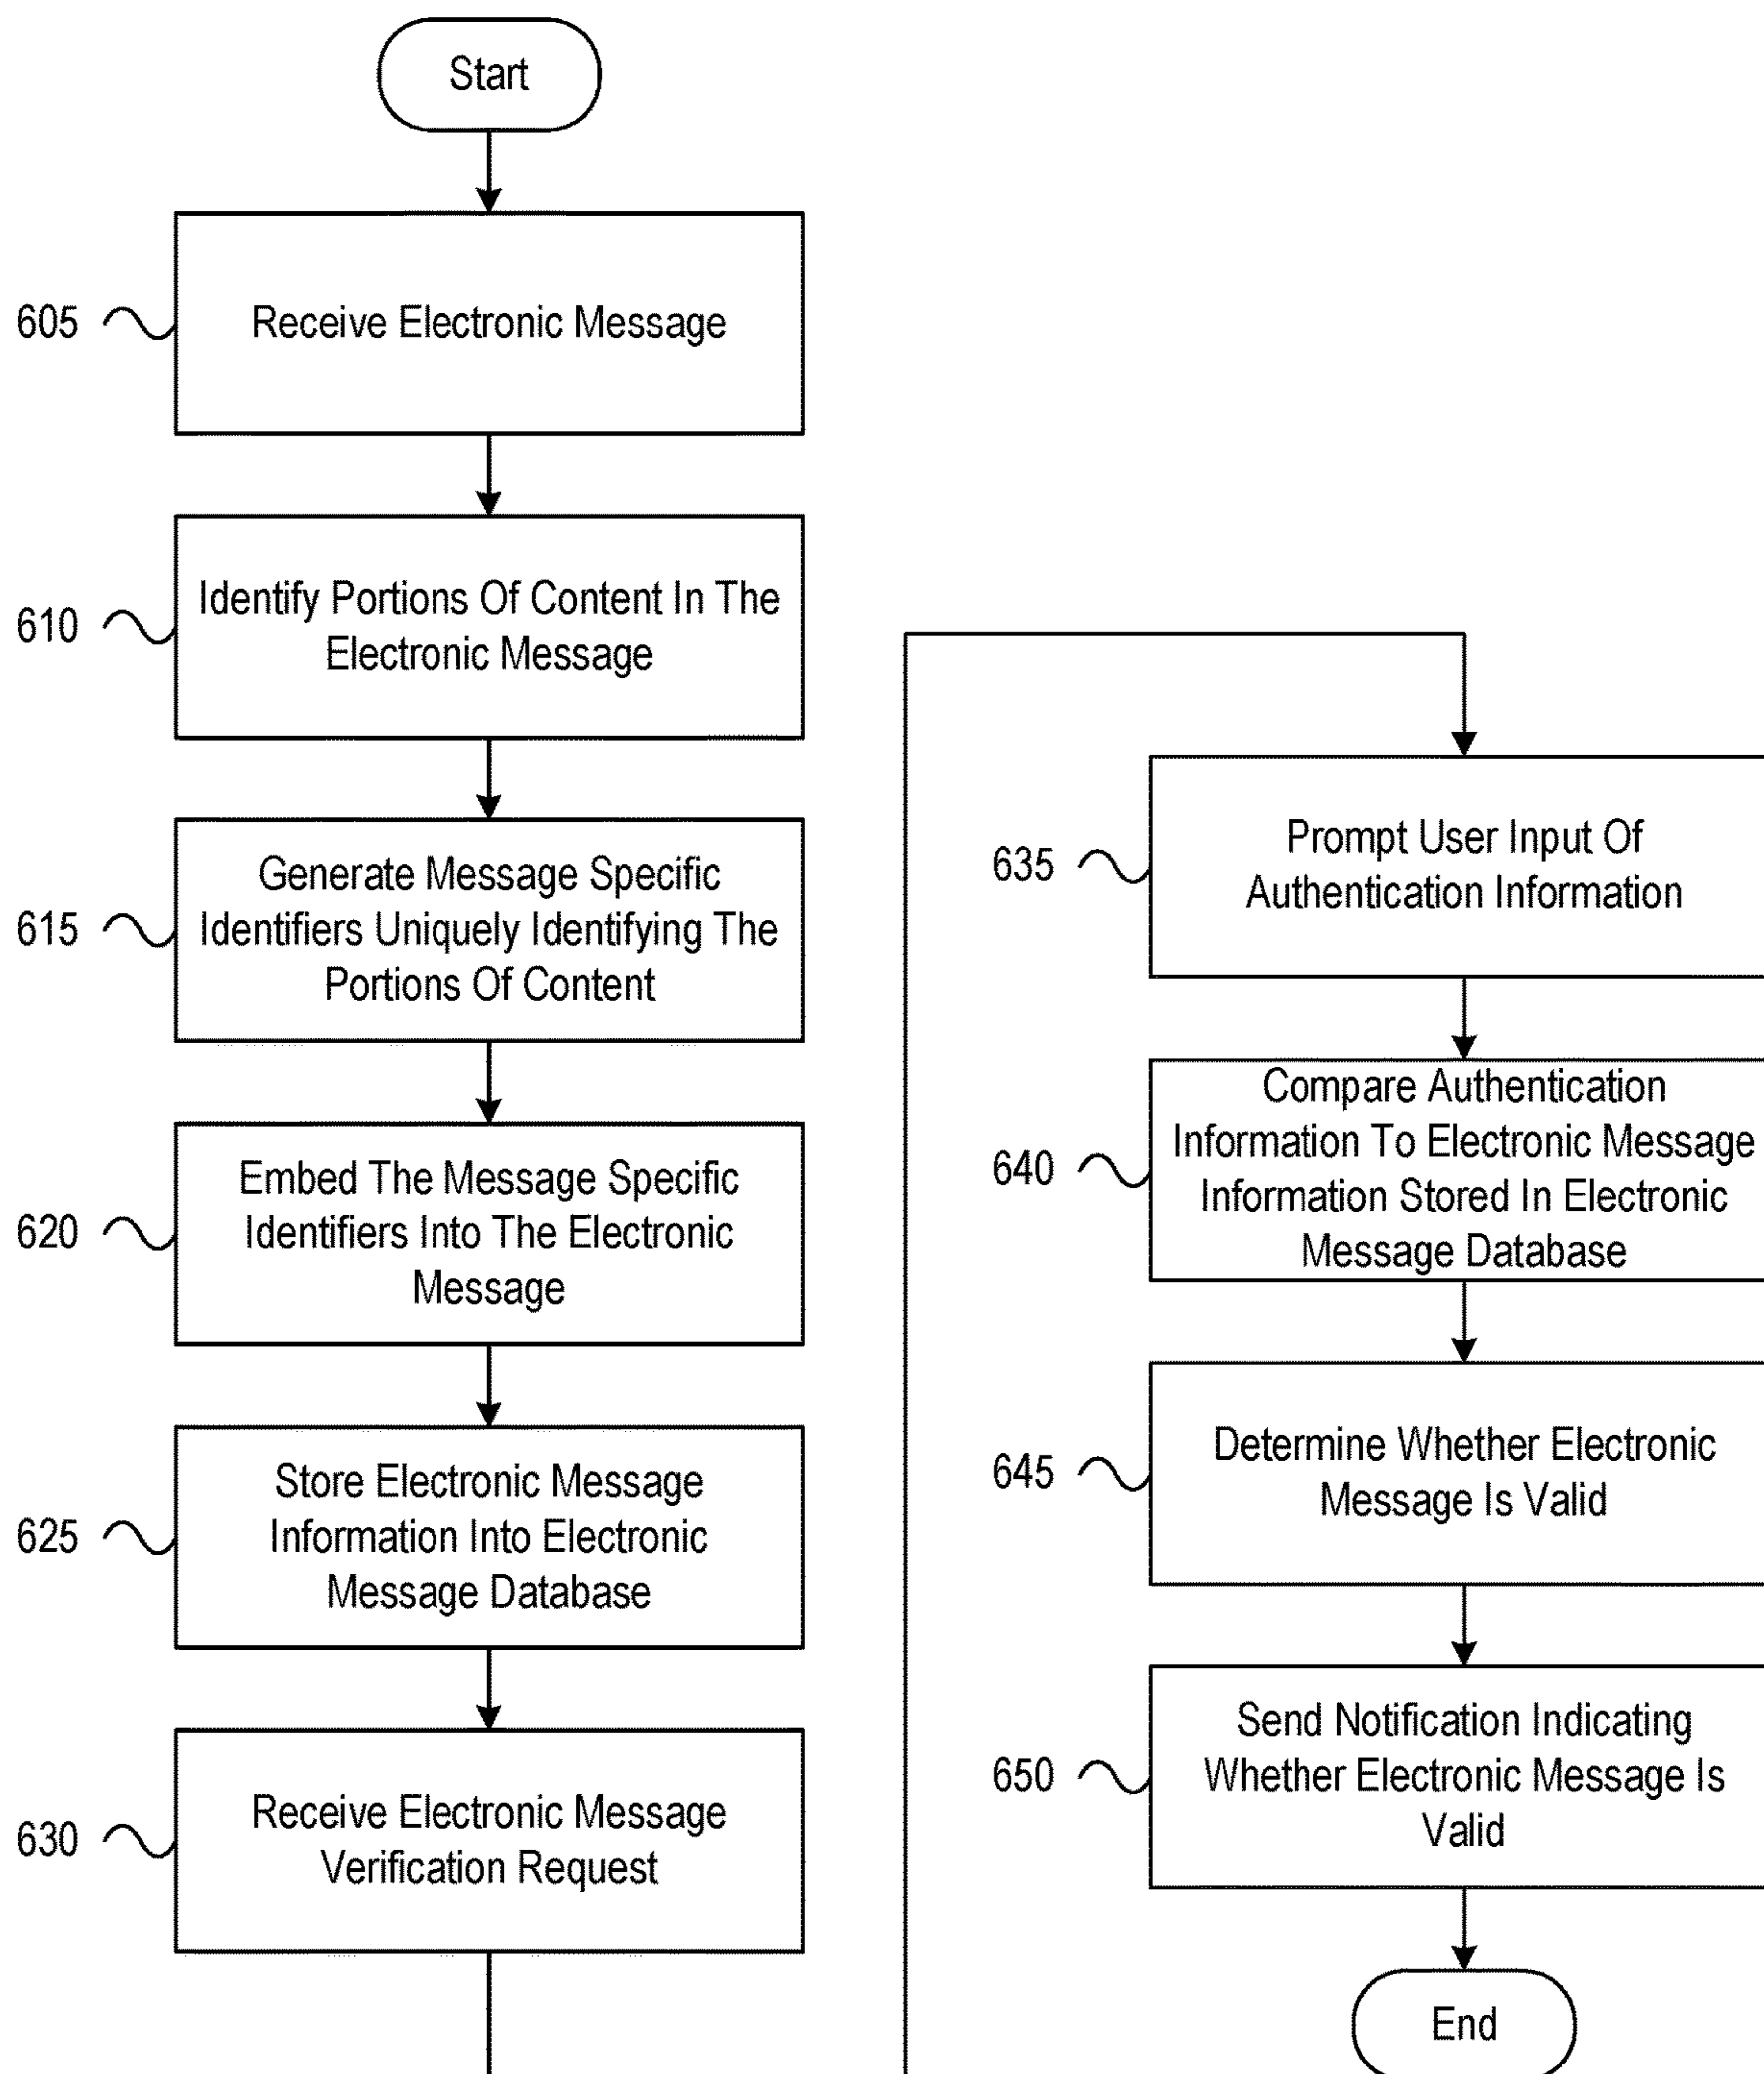 Start
605
Receive Electronic Message
610
Identify Portions Of Content In The
Electronic Message
615
Generate Message Specific
Identifiers Uniquely Identifying The
Portions Of Content
620
Embed The Message Specific
Identifiers Into The Electronic
Message
625
Store Electronic Message
Information Into Electronic
Message Database
630
Receive Electronic Message
Verification Request
635
Prompt User Input Of
Authentication Information
640
Compare Authentication
Information To Electronic Message
Information Stored In Electronic
Message Database
645
Determine Whether Electronic
Message Is Valid
650
Send Notification Indicating
Whether Electronic Message Is
Valid
End